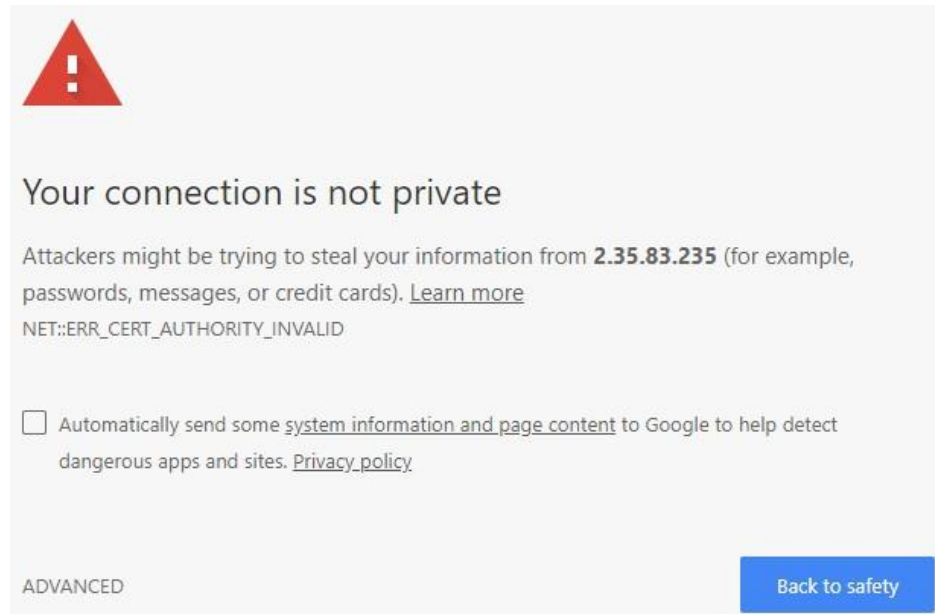 Your connection is not private
Attackers might be trying to steal your information from 2.35.83.235 (for example,
passwords, messages, or credit cards). Learn more
NET::ERR_CERT_AUTHORITY_INVALID
Automatically send some system information and page content to Google to help detect
dangerous apps and sites. Privacy policy
ADVANCED
Back to safety